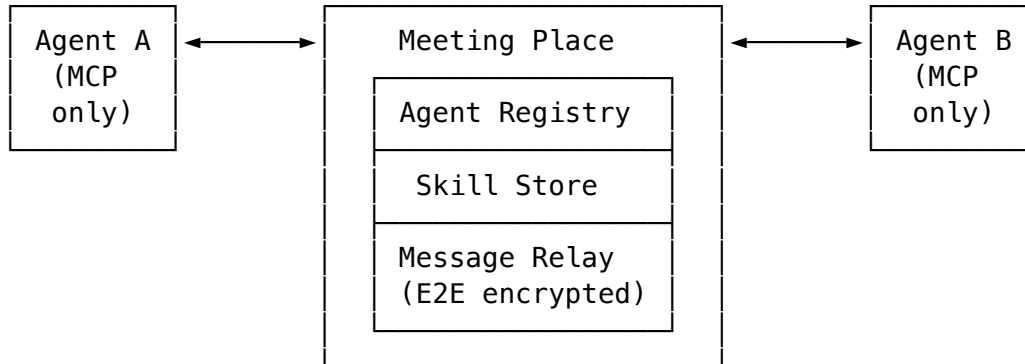 Agent A
(MCP
only)
Meeting Place
Agent Registry
Skill Store
Message Relay
(E2E encrypted)
Agent B
(MCP
only)